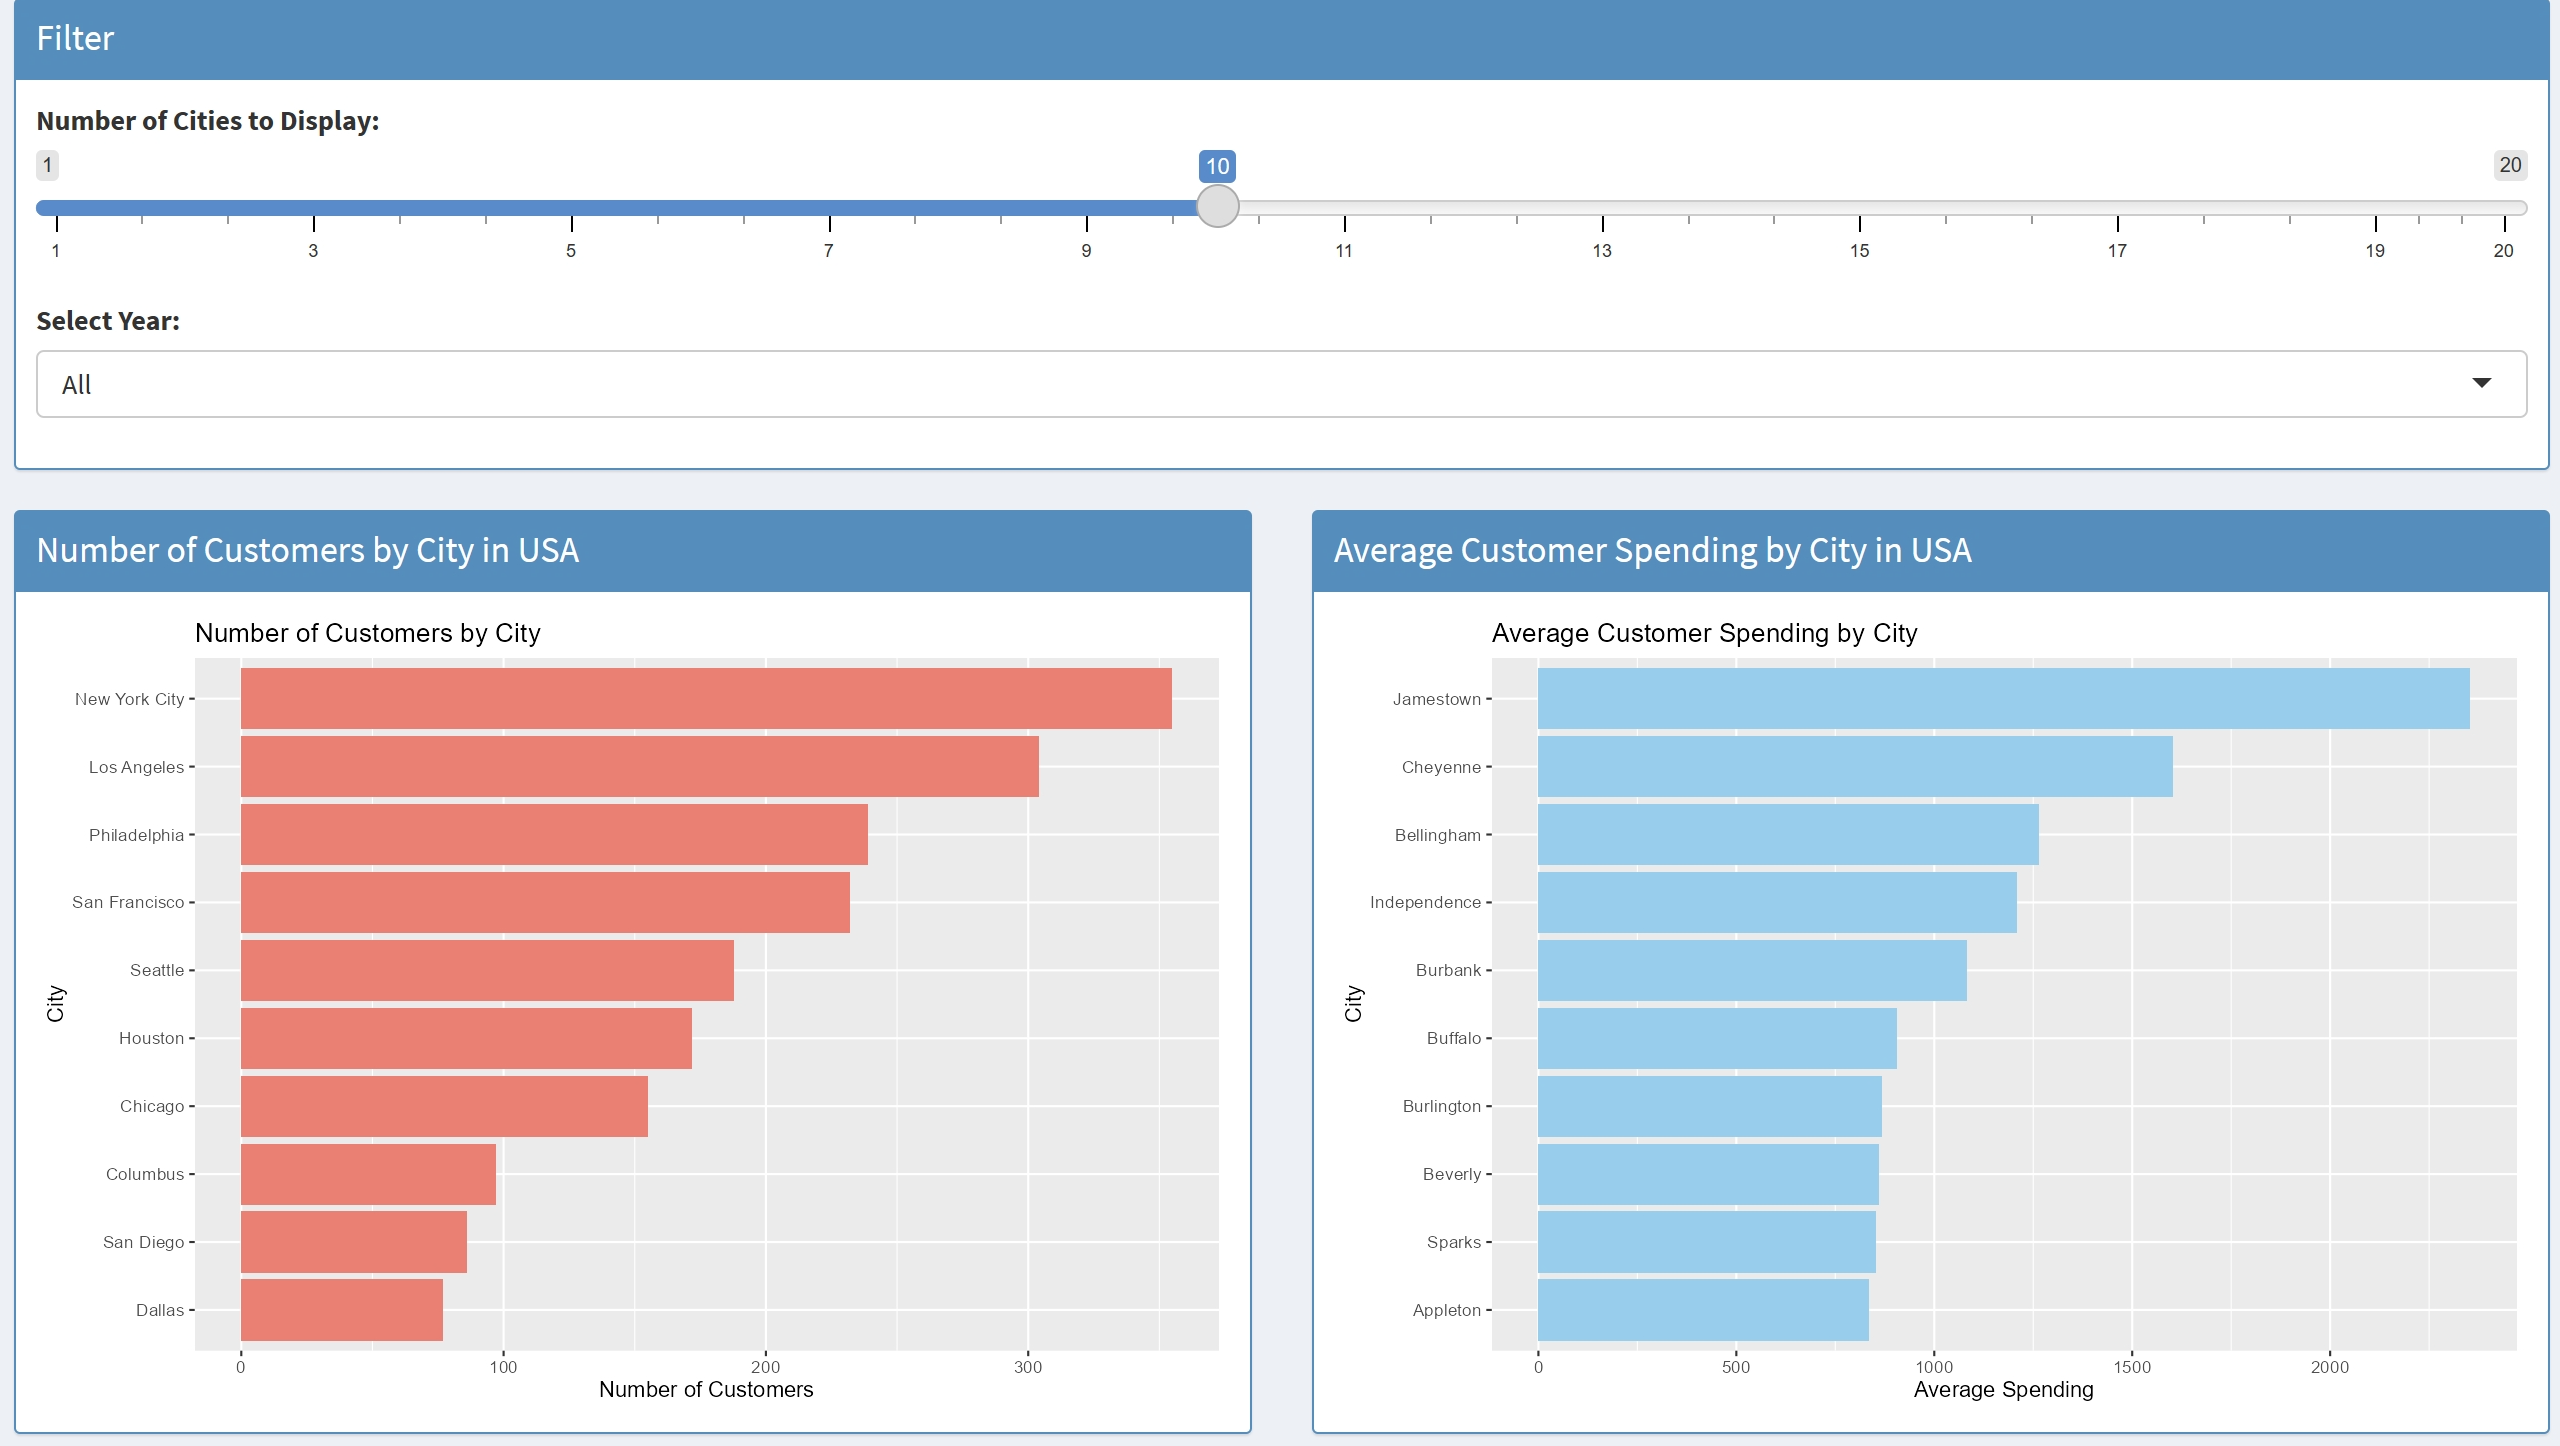 Filter
Number of Cities to Display:
1 10 20
1 3 5 7 9 11 13 15 17 19 20
Select Year:
All
Number of Customers by City in USA
Number of Customers by City
City
New York City
Los Angeles
Philadelphia
San Francisco
Seattle
Houston
Chicago
Columbus
San Diego
Dallas
0 100 200 300
Number of Customers
Average Customer Spending by City in USA
Average Customer Spending by City
City
Jamestown
Cheyenne
Bellingham
Independence
Burbank
Buffalo
Burlington
Beverly
Sparks
Appleton
0 500 1000 1500 2000
Average Spending